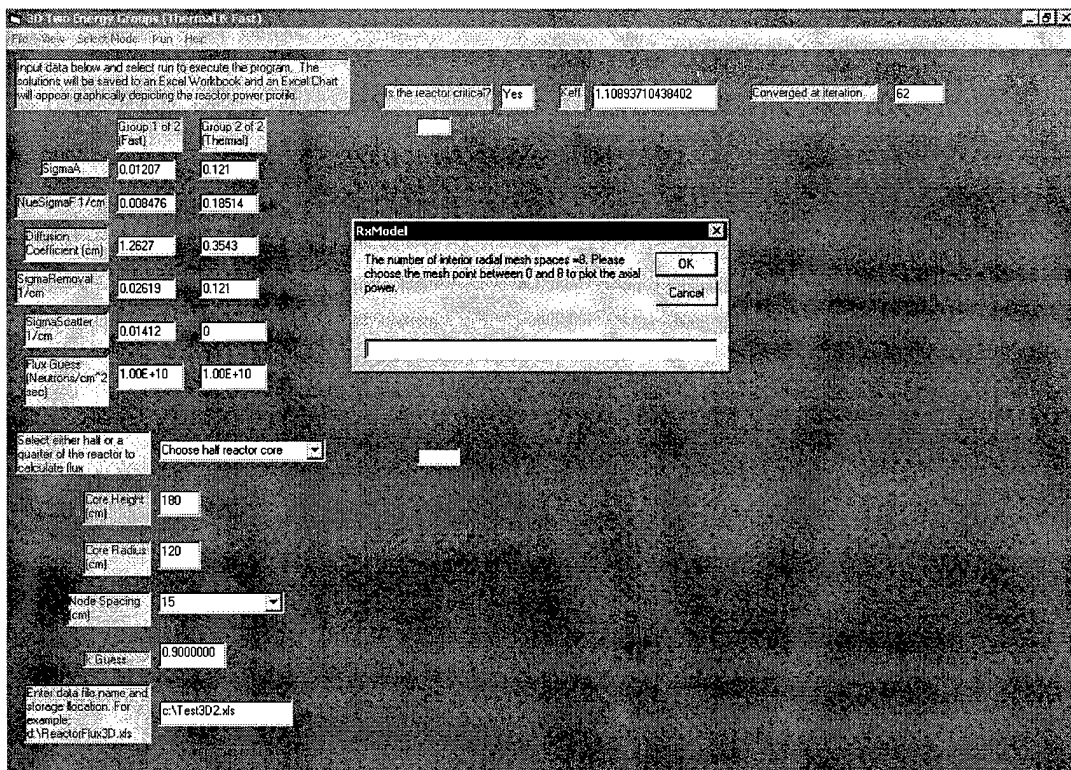 3D Two Energy Groups (Thermal & Fast)
File View Select Mode Run Help
Input data below and select run to execute the program. The
solutions will be saved to an Excel Workbook and an Excel Chart
will appear graphically depicting the reactor power profile.
Is the reactor critical? Yes Keff 1.10893710438402 Converged at iteration 62
Group 1 of 2 Group 2 of 2
(Fast) (Thermal)
SigmaA 0.01207 0.121
NueSigmaF 1/cm 0.008476 0.18514
Diffusion
Coefficient (cm) 1.2627 0.3543
SigmaRemoval
1/cm 0.02619 0.121
SigmaScatter
1/cm 0.01412 0
Flux Guess
(Neutrons/cm^2
sec) 1.00E+10 1.00E+10
RxModel
The number of interior radial mesh spaces =8. Please
choose the mesh point between 0 and 8 to plot the axial
power.
OK
Cancel
Select either half or a
quarter of the reactor to
calculate flux
Choose half reactor core
Core Height
(cm) 180
Core Radius
(cm) 120
Node Spacing
(cm) 15
k Guess 0.9000000
Enter data file name and
storage llocation. For
example:
d:\ReactorFlux3D.xls
c:\Test3D2.xls